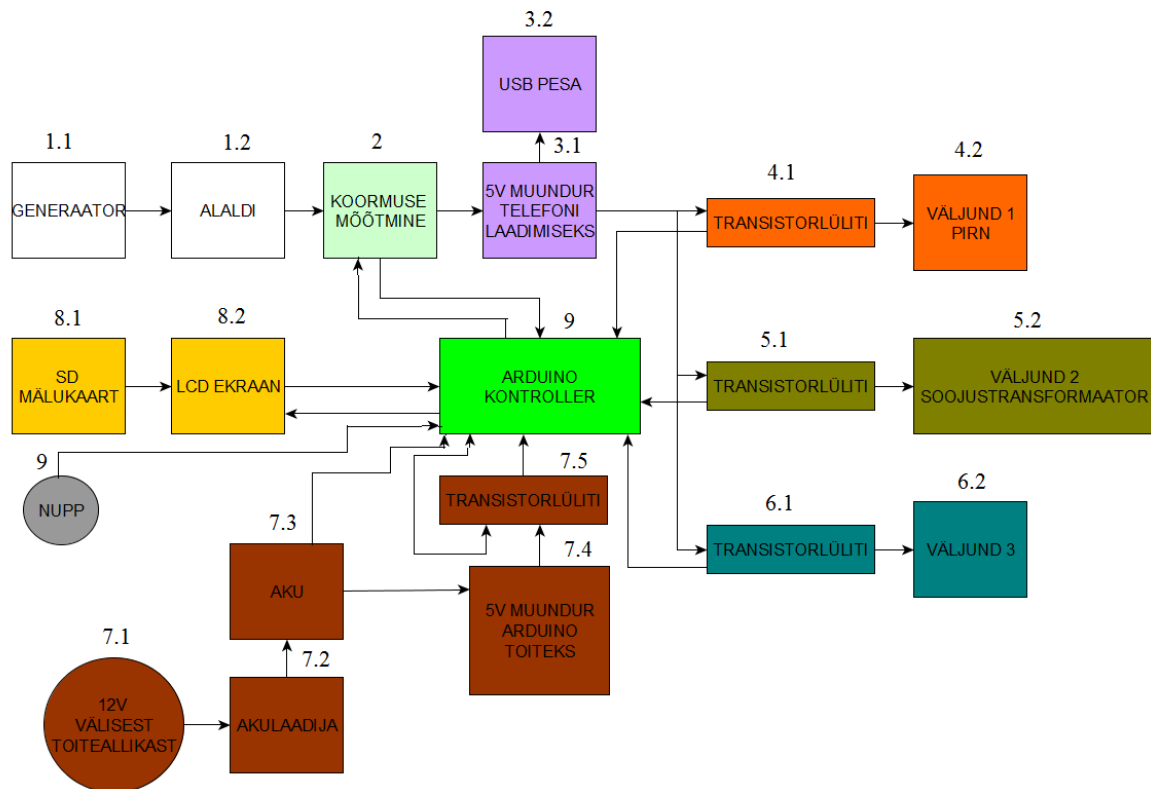 3.2
USB PESA
1.1
1.2
2
3.1
4.1
4.2
GENERAATOR
ALALDI
KOORMUSE
MÕÕTMINE
5V MUUNDUR
TELEFONI
LAADIMISEKS
TRANSISTORLÜLITI
VÄLJUND 1
PIRN
8.1
8.2
9
5.1
5.2
SD
MÄLUKAART
LCD EKRAAN
ARDUINO
KONTROLLER
TRANSISTORLÜLITI
VÄLJUND 2
SOOJUSTRANSFORMAATOR
9
NUPP
7.5
TRANSISTORLÜLITI
6.1
6.2
TRANSISTORLÜLITI
VÄLJUND 3
7.3
AKU
7.4
5V MUUNDUR
ARDUINO
TOITEKS
7.1
12V
VÄLISEST
TOITEALLIKAST
7.2
AKULAADIJA